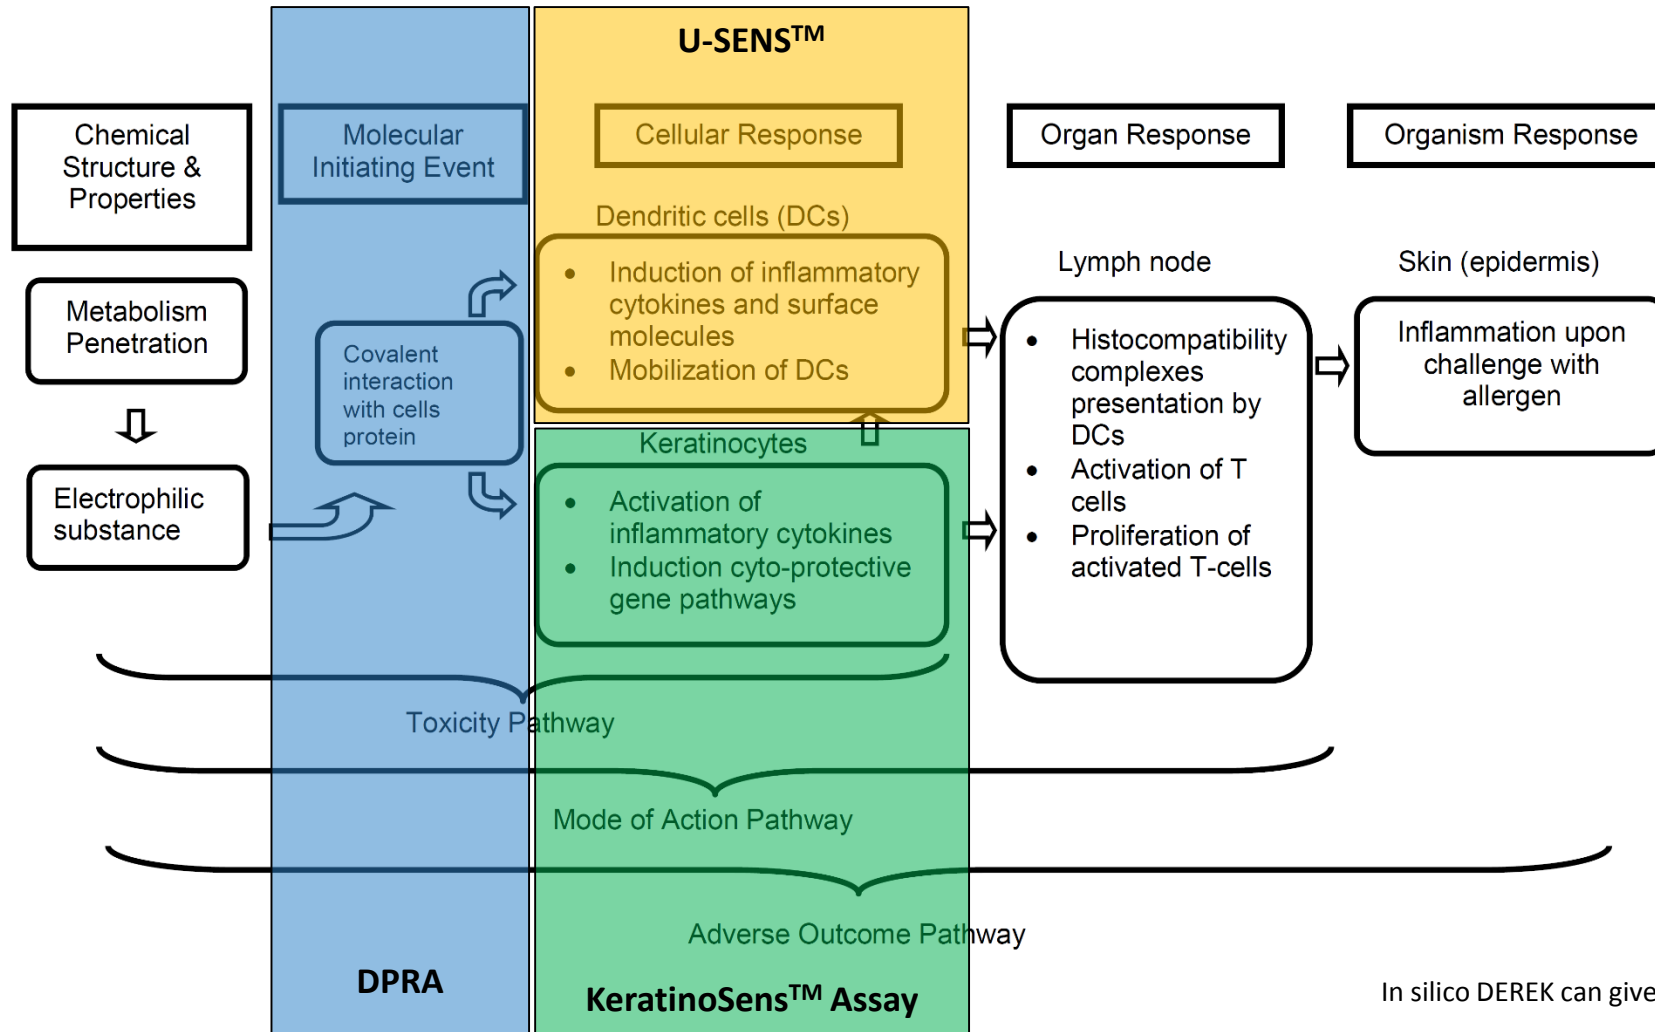 U-SENS™
Chemical
Structure &
Properties
Molecular
Initiating Event
Cellular Response
Organ Response
Organism Response
Metabolism
Penetration
Electrophilic
substance
Covalent
interaction
with cells
protein
Dendritic cells (DCs)
• Induction of inflammatory
cytokines and surface
molecules
• Mobilization of DCs
Keratinocytes
• Activation of
inflammatory cytokines
• Induction cyto-protective
gene pathways
Lymph node
• Histocompatibility
complexes
presentation by
DCs
• Activation of T
cells
• Proliferation of
activated T-cells
Skin (epidermis)
Inflammation upon
challenge with
allergen
Toxicity Pathway
Mode of Action Pathway
Adverse Outcome Pathway
DPRA
KeratinoSens™ Assay
In silico DEREK can give